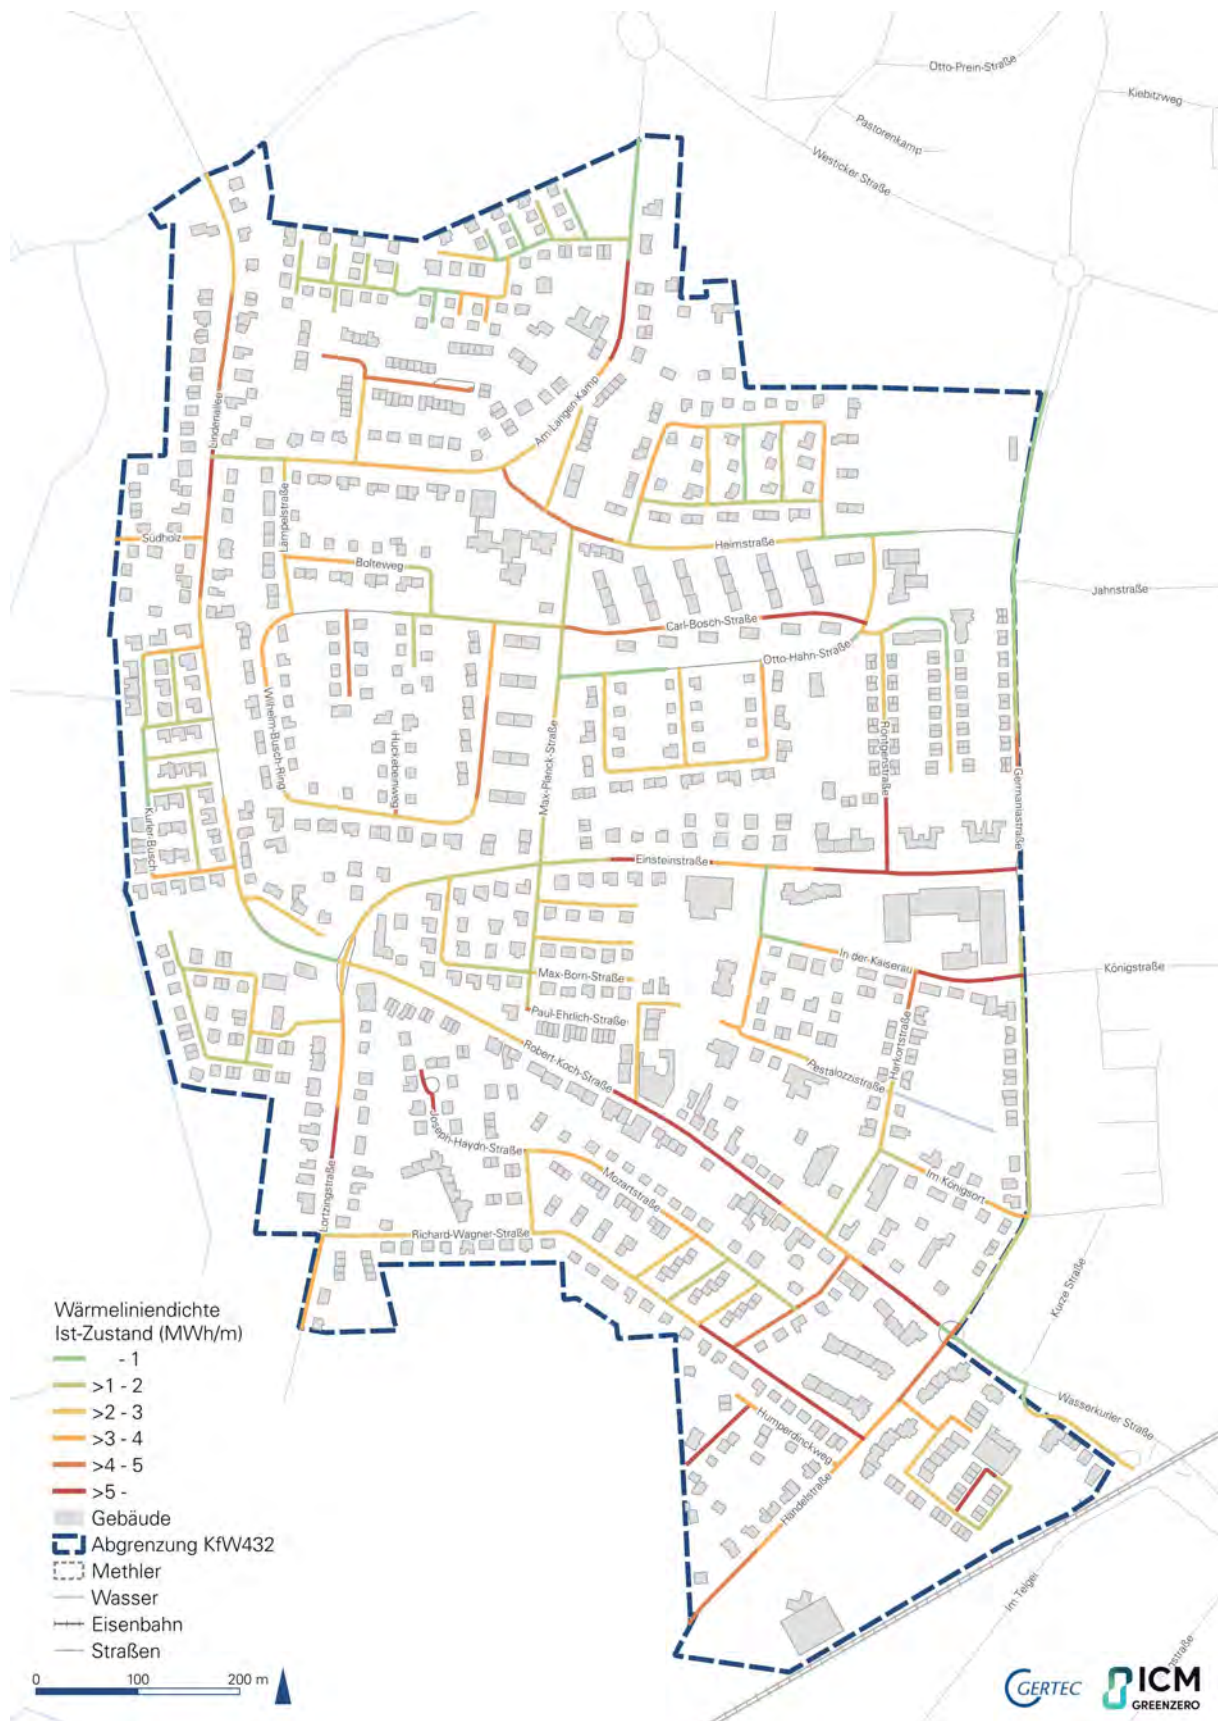 Otto-Prein-Straße
Kiebitzweg
Pastorenkamp
Westicker Straße
Lindenallee
Am Langen Kamp
Lämpelstraße
Südholz
Bolteweg
Heimstraße
Jahnstraße
Carl-Bosch-Straße
Otto-Hahn-Straße
Wilhelm-Busch-Ring
Huckebeinweg
Max-Planck-Straße
Röntgenstraße
Germaniastraße
Kurler-Busch
Einsteinstraße
In der Kaiserau
Königstraße
Max-Born-Straße
Paul-Ehrlich-Straße
Robert-Koch-Straße
Harkortstraße
Pestalozzistraße
Joseph-Haydn-Straße
Mozartstraße
Im Königsort
Lortzingstraße
Richard-Wagner-Straße
Kurze Straße
Wasserkurler Straße
Humperdinckweg
Händelstraße
Im Telgei
straße
Wärmeliniendichte
Ist-Zustand (MWh/m)
- 1
>1 - 2
>2 - 3
>3 - 4
>4 - 5
>5 -
Gebäude
Abgrenzung KfW432
Methler
Wasser
Eisenbahn
Straßen
0 100 200 m
GERTEC
ICM
GREENZERO